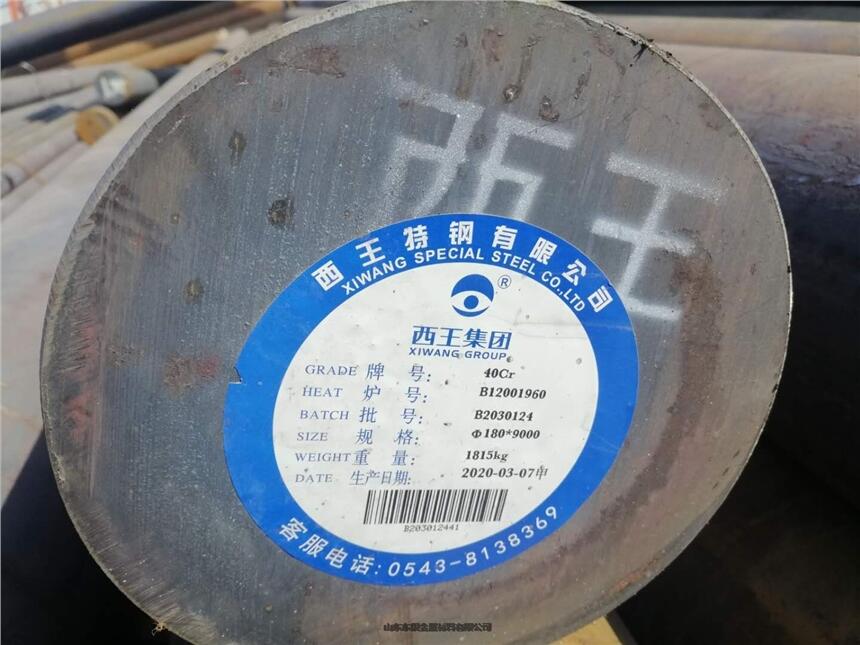 西王
西王特钢有限公司
XIWANG SPECIAL STEEL CO.,LTD
®
西王集团
XIWANG GROUP
GRADE 牌 号: 40Cr
HEAT 炉 号: B12001960
BATCH 批 号: B2030124
SIZE 规 格: Φ180*9000
WEIGHT 重 量: 1815kg
DATE 生产日期: 2020-03-07甲
B203012441
客服电话:0543-8138369